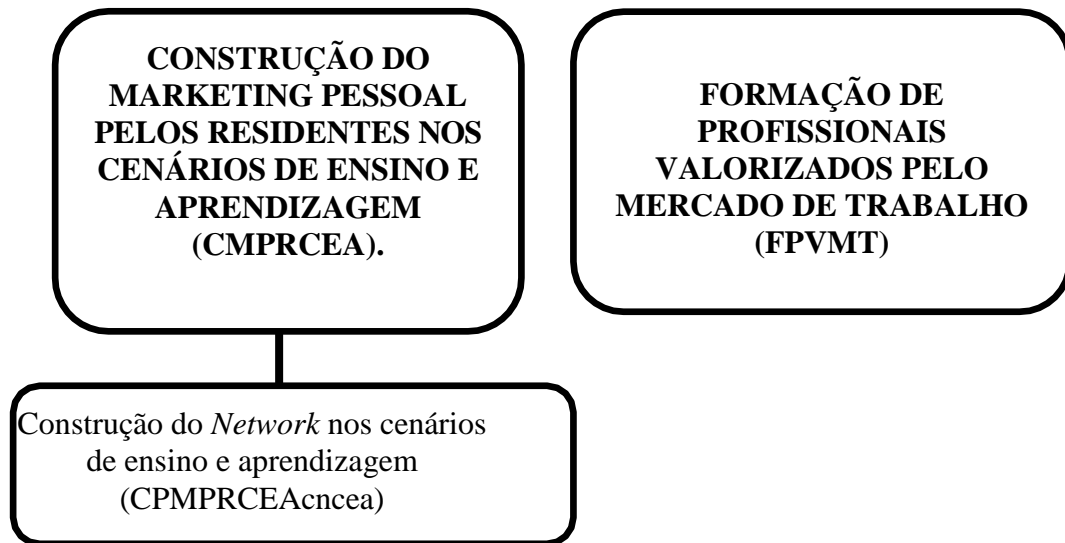 CONSTRUÇÃO DO
MARKETING PESSOAL
PELOS RESIDENTES NOS
CENÁRIOS DE ENSINO E
APRENDIZAGEM
(CMPRCEA).
FORMAÇÃO DE
PROFISSIONAIS
VALORIZADOS PELO
MERCADO DE TRABALHO
(FPVMT)
Construção do Network nos cenários
de ensino e aprendizagem
(CPMPRCEAcncea)